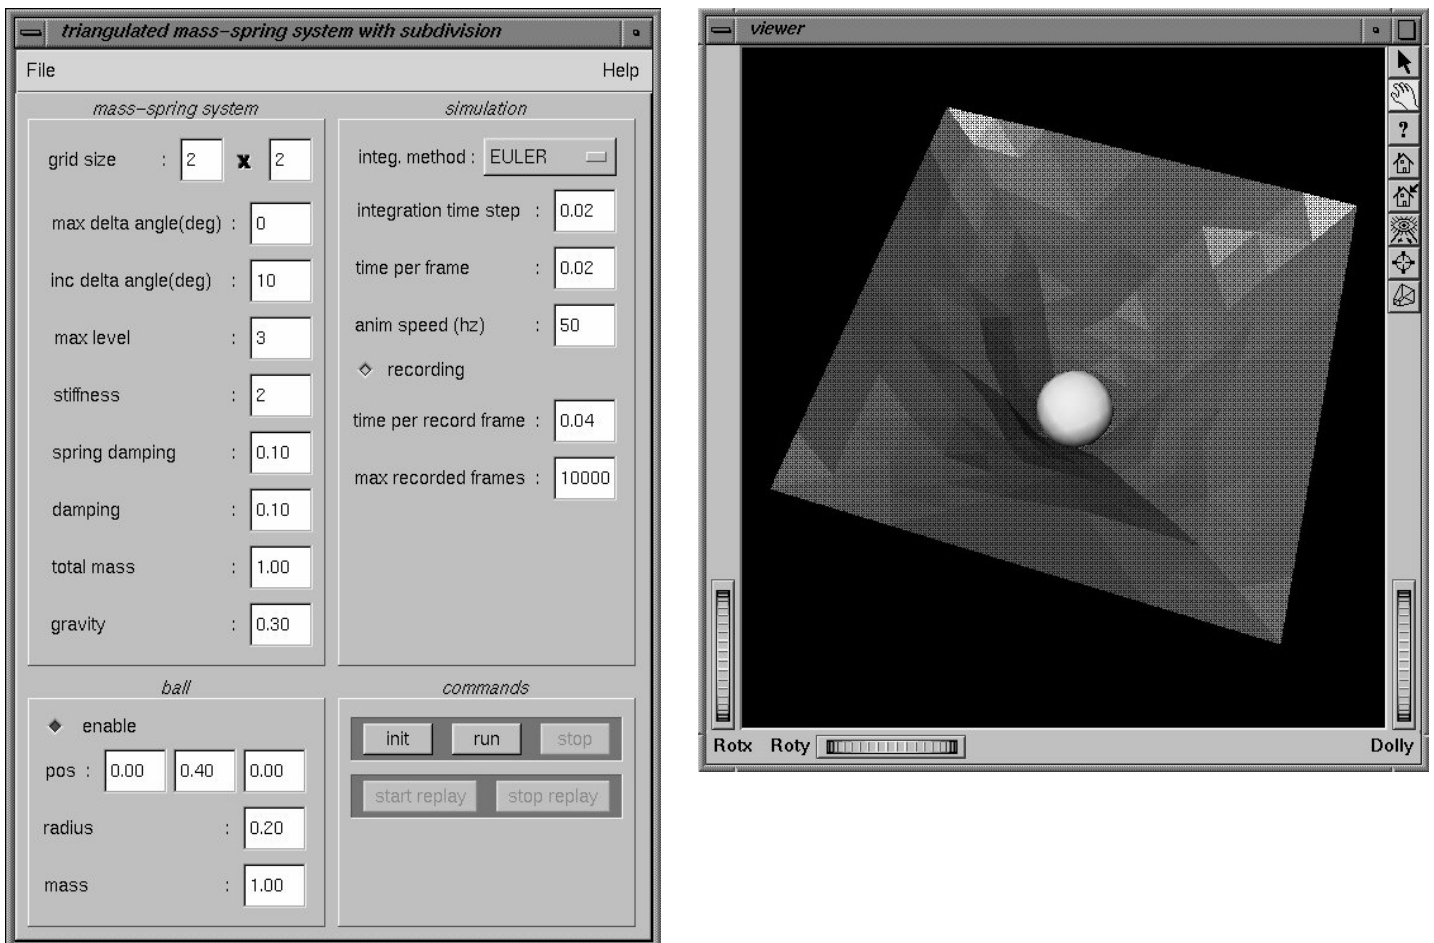 triangulated mass-spring system with subdivision
File Help
mass-spring system
grid size : 2 x 2
max delta angle(deg) : 0
inc delta angle(deg) : 10
max level : 3
stiffness : 2
spring damping : 0.10
damping : 0.10
total mass : 1.00
gravity : 0.30
simulation
integ. method : EULER
integration time step : 0.02
time per frame : 0.02
anim speed (hz) : 50
recording
time per record frame : 0.04
max recorded frames : 10000
ball
enable
pos : 0.00 0.40 0.00
radius : 0.20
mass : 1.00
commands
init run stop
start replay stop replay
viewer
?
Rotx Roty Dolly